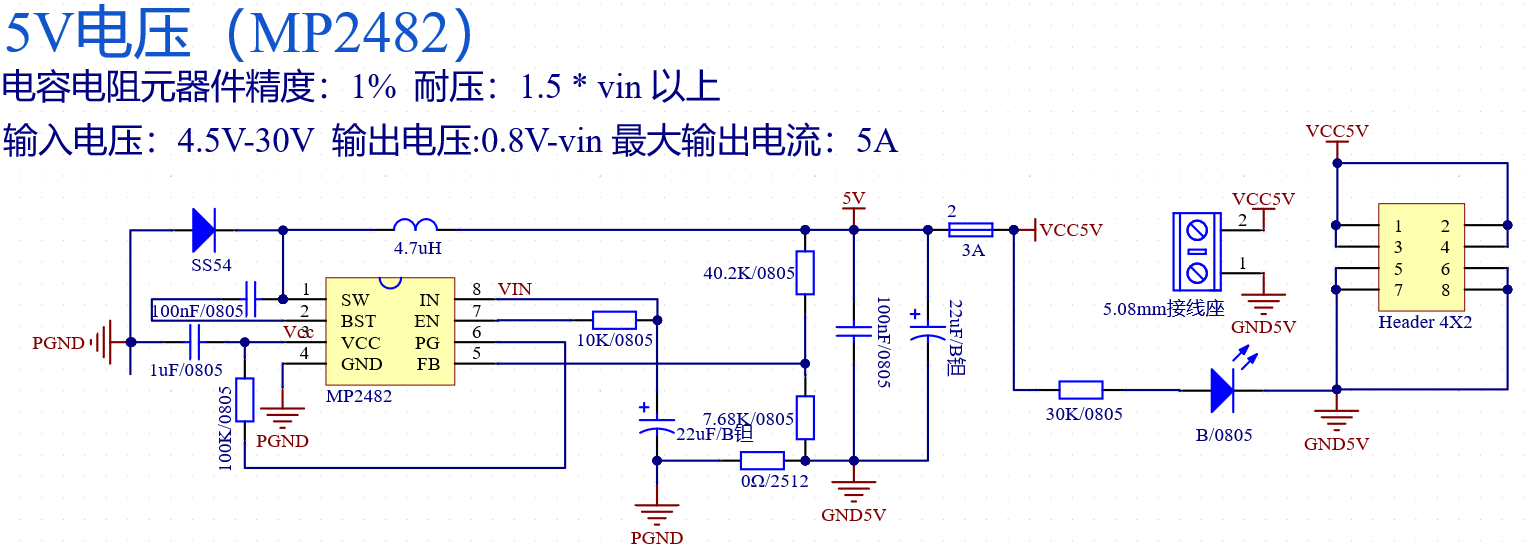 5V电压（MP2482）
电容电阻元器件精度：1% 耐压：1.5 * vin 以上
输入电压：4.5V-30V 输出电压:0.8V-vin 最大输出电流：5A
VCC5V
5V
2
VCC5V
3A
VCC5V
2
1
5.08mm接线座
GND5V
1 2
3 4
5 6
7 8
Header 4X2
SS54
4.7uH
40.2K/0805
100nF/0805
1 SW IN 8 VIN
2 BST EN 7
Vcc 3 VCC PG 6
4 GND FB 5
MP2482
10K/0805
PGND
1uF/0805
100K/0805
PGND
100nF/0805
22uF/B钽
7.68K/0805
22uF/B钽
0Ω/2512
PGND
GND5V
30K/0805
B/0805
GND5V